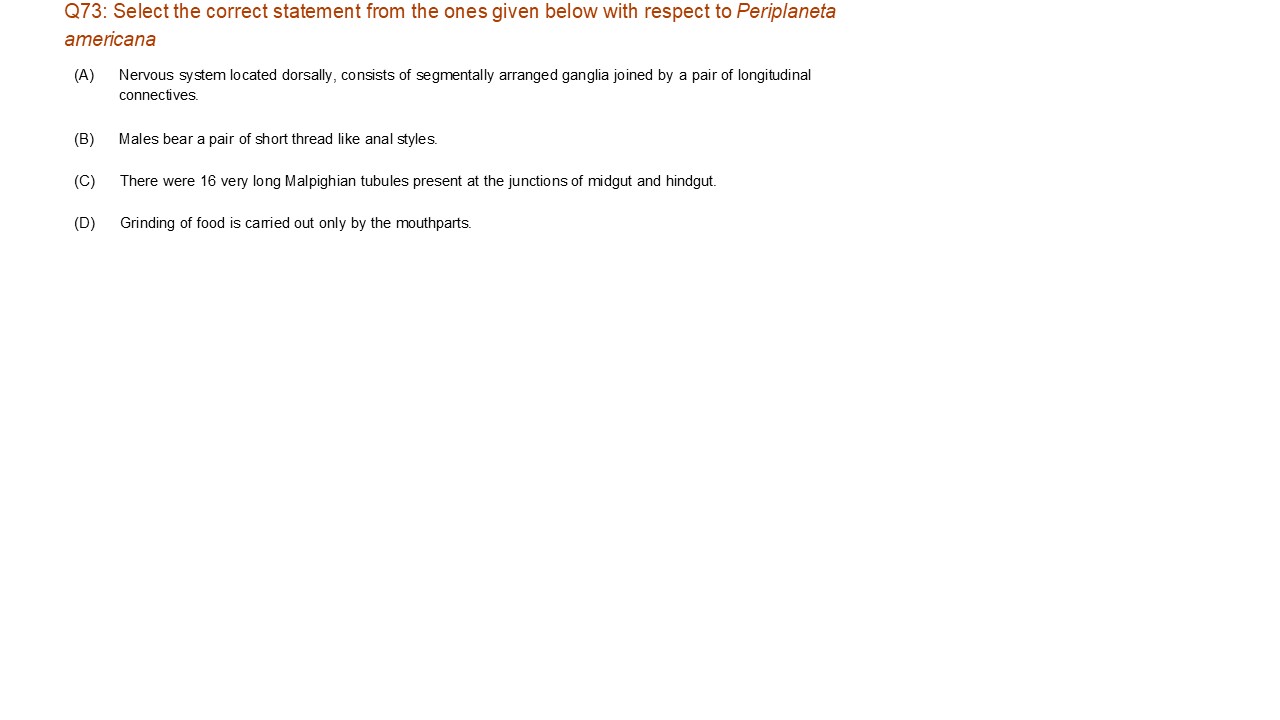 Q73: Select the correct statement from the ones given below with respect to Periplaneta
americana
(A) Nervous system located dorsally, consists of segmentally arranged ganglia joined by a pair of longitudinal
connectives.
(B) Males bear a pair of short thread like anal styles.
(C) There were 16 very long Malpighian tubules present at the junctions of midgut and hindgut.
(D) Grinding of food is carried out only by the mouthparts.